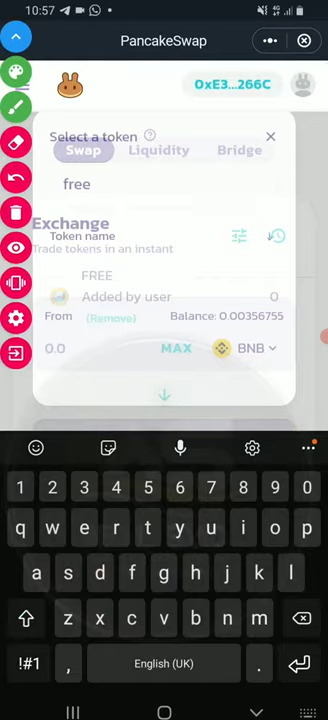 10:57
PancakeSwap
0xE3...266C
Select a token
Swap Liquidity Bridge
free
Exchange
Token name
Trade tokens in an instant
FREE
Added by user 0
From (Remove) Balance: 0.00356755
0.0 MAX BNB
1 2 3 4 5 6 7 8 9 0
q w e r t y u i o p
a s d f g h j k l
z x c v b n m
!#1 , English (UK) .